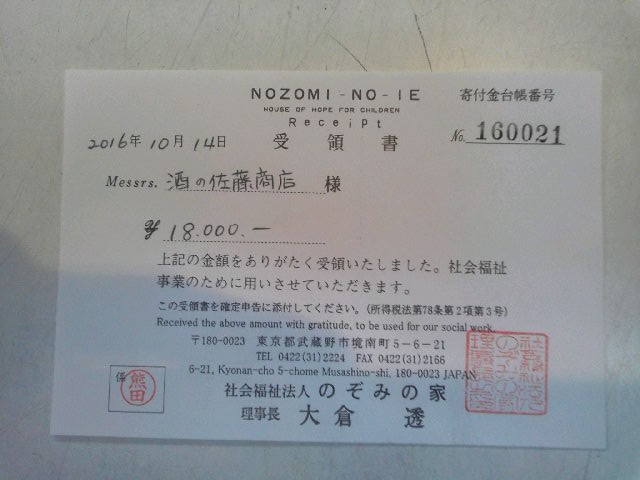 NOZOMI-NO-IE
HOUSE OF HOPE FOR CHILDREN
Receipt
寄付金台帳番号
2016年10月14日
受領書
No. 160021
Messrs. 酒の佐藤商店 様
¥ 18.000.-
上記の金額をありがたく受領いたしました。社会福祉
事業のために用いさせていただきます。
この受領書を確定申告に添付してください。(所得税法第78条第2項第3号)
Received the above amount with gratitude, to be used for our social work.
〒180-0023 東京都武蔵野市境南町5-6-21
TEL 0422(31)2224 FAX 0422(31)2166
6-21, Kyonan-cho 5-chome Musashino-shi, 180-0023 JAPAN
係 熊田
社会福祉法人 のぞみの家
理事長 大倉 透